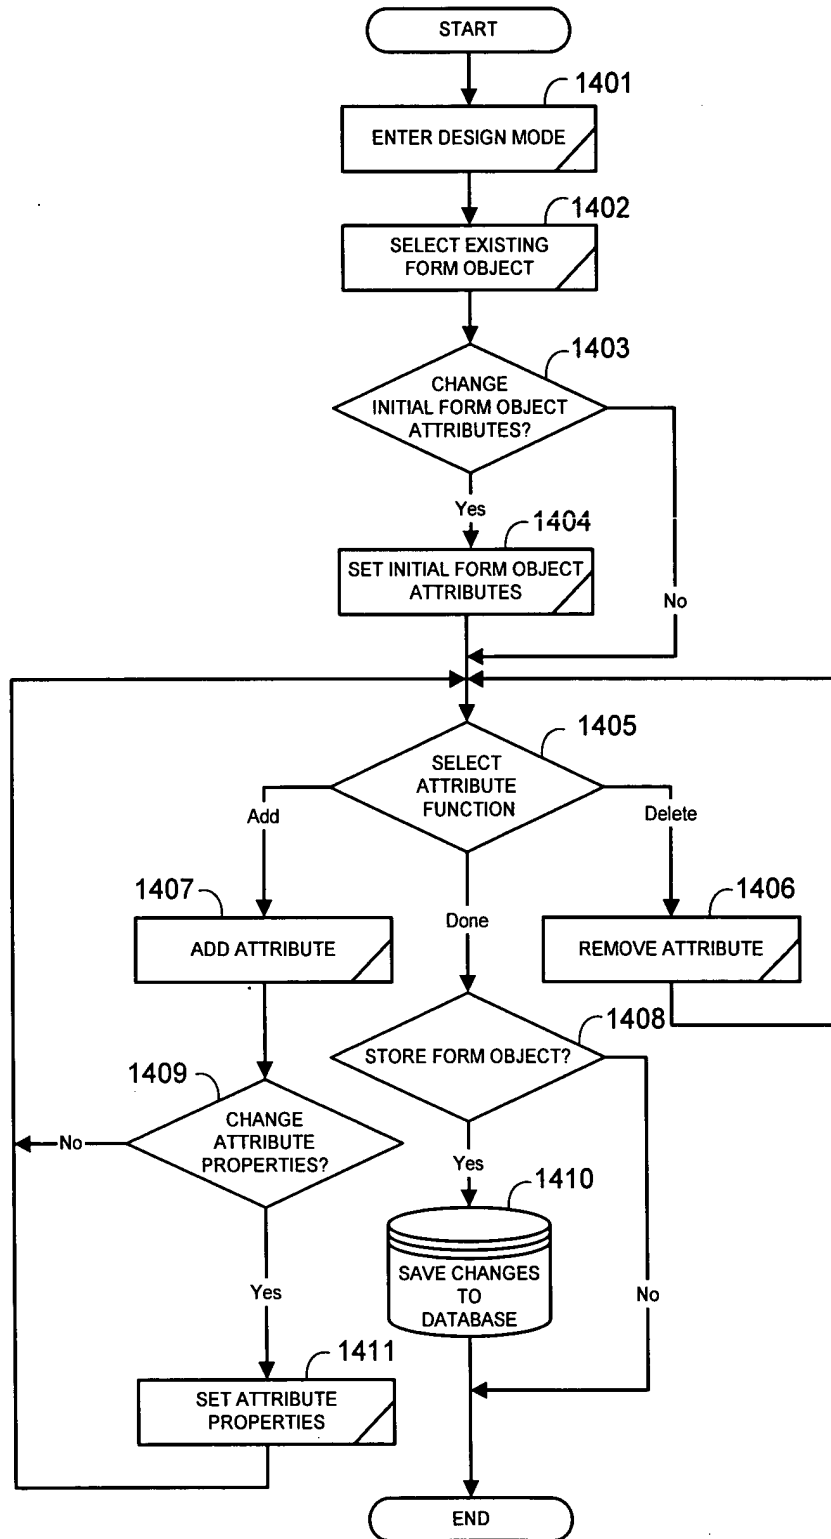 START
1401
ENTER DESIGN MODE
1402
SELECT EXISTING
FORM OBJECT
1403
CHANGE
INITIAL FORM OBJECT
ATTRIBUTES?
Yes
1404
SET INITIAL FORM OBJECT
ATTRIBUTES
No
1405
SELECT
ATTRIBUTE
FUNCTION
Add
Delete
1407
1406
ADD ATTRIBUTE
Done
REMOVE ATTRIBUTE
1408
STORE FORM OBJECT?
1409
CHANGE
ATTRIBUTE
PROPERTIES?
No
Yes
1410
SAVE CHANGES
TO
DATABASE
Yes
No
1411
SET ATTRIBUTE
PROPERTIES
END